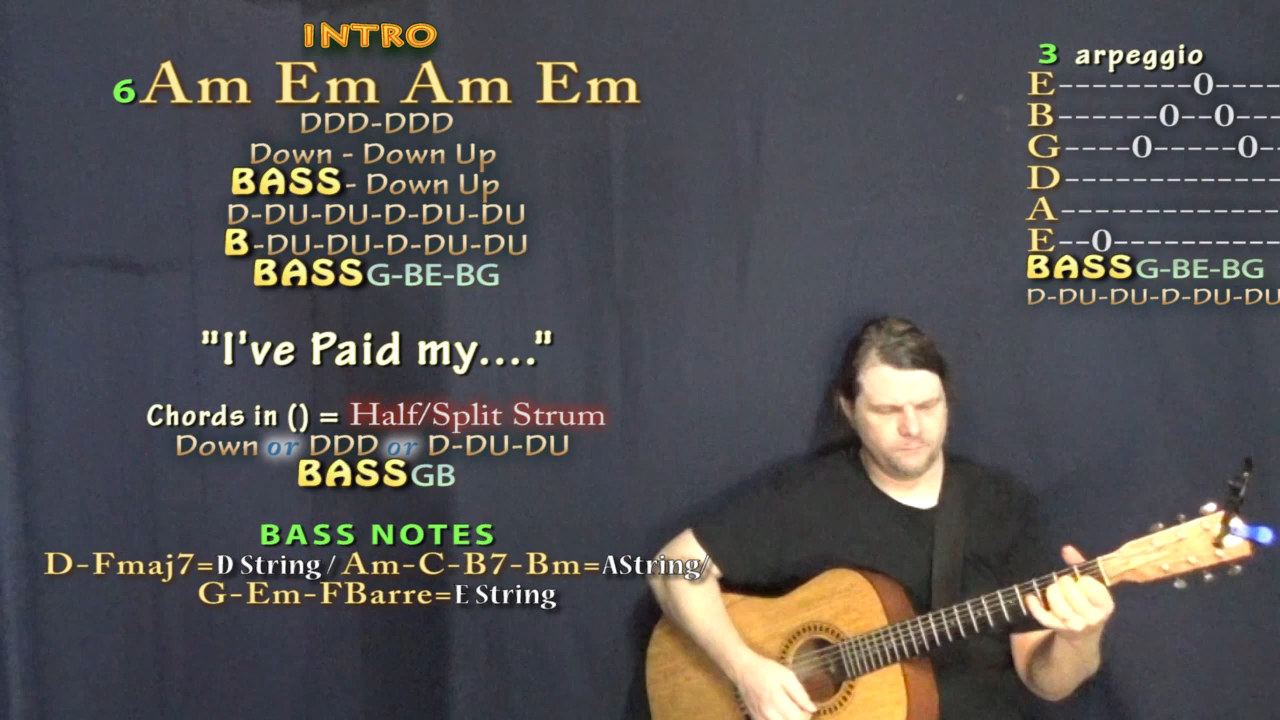 INTRO
6 Am Em Am Em
DDD-DDD
Down - Down Up
BASS - Down Up
D-DU-DU-D-DU-DU
B-DU-DU-D-DU-DU
BASSG-BE-BG
"I've Paid my...."
Chords in () = Half/Split Strum
Down or DDD or D-DU-DU
BASSGB
BASS NOTES
D-Fmaj7=D String / Am-C-B7-Bm=AString/
G-Em-FBarre=E String
3 arpeggio
E--------0----
B------0--0---
G----0-----0--
D-------------
A-------------
E--0----------
BASSG-BE-BG
D-DU-DU-D-DU-DU